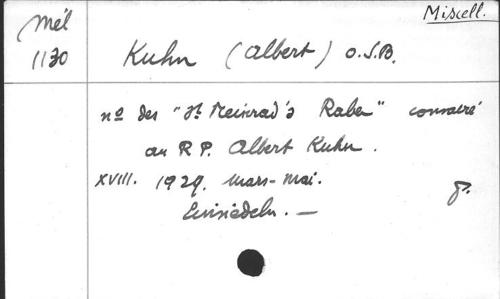 Miscell.
Mél
1130
Kuhn (Albert) O.S.B.
nº des "St Meinrad's Raben" consacré
au R P. Albert Kuhn.
XVIII. 1929. Mars-Mai.
Einsiedeln. —